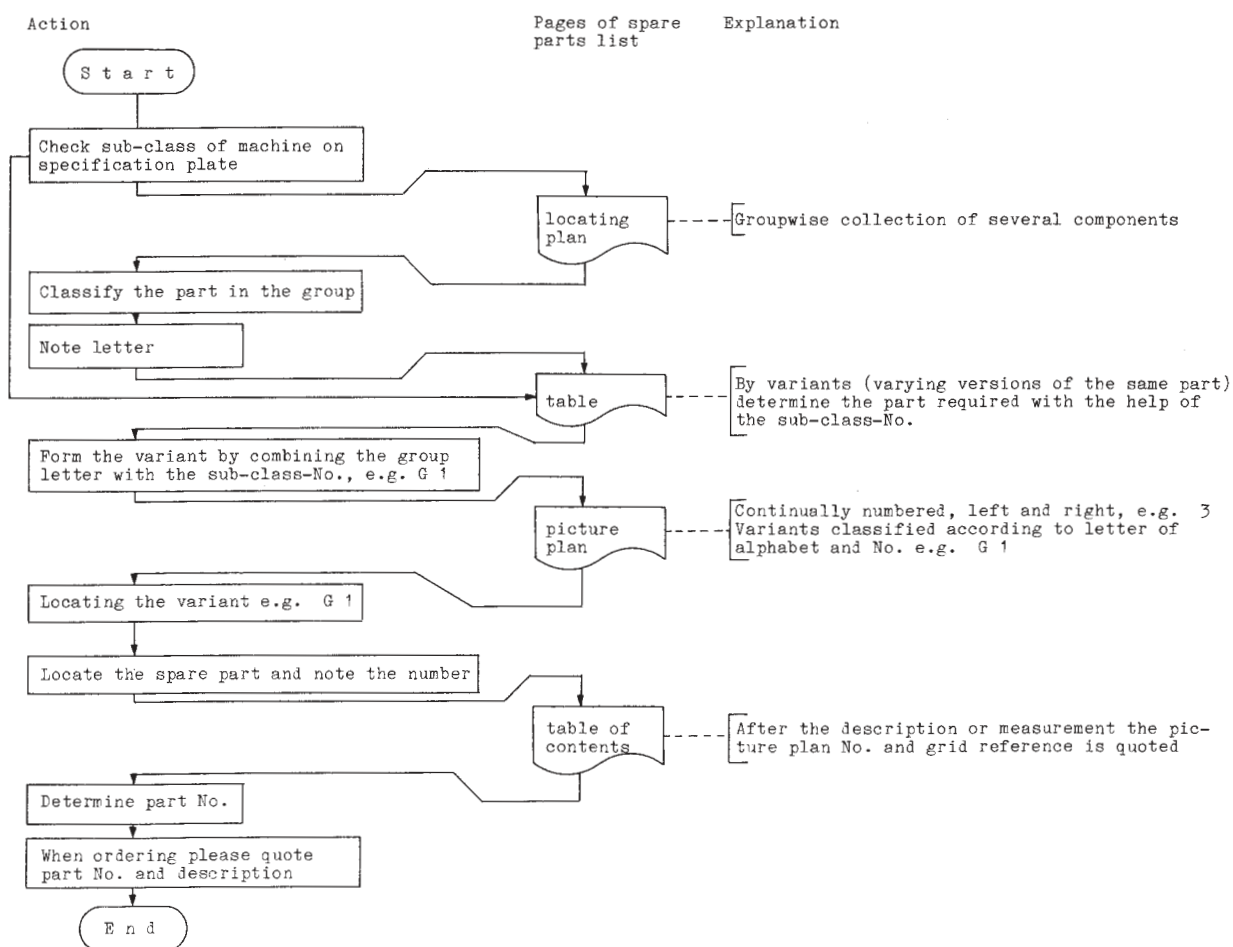 Action
Pages of spare
parts list
Explanation
S t a r t
Check sub-class of machine on
specification plate
locating
plan
Groupwise collection of several components
Classify the part in the group
Note letter
table
By variants (varying versions of the same part)
determine the part required with the help of
the sub-class-No.
Form the variant by combining the group
letter with the sub-class-No., e.g. G 1
picture
plan
Continually numbered, left and right, e.g. 3
Variants classified according to letter of
alphabet and No. e.g. G 1
Locating the variant e.g. G 1
Locate the spare part and note the number
table of
contents
After the description or measurement the pic-
ture plan No. and grid reference is quoted
Determine part No.
When ordering please quote
part No. and description
E n d